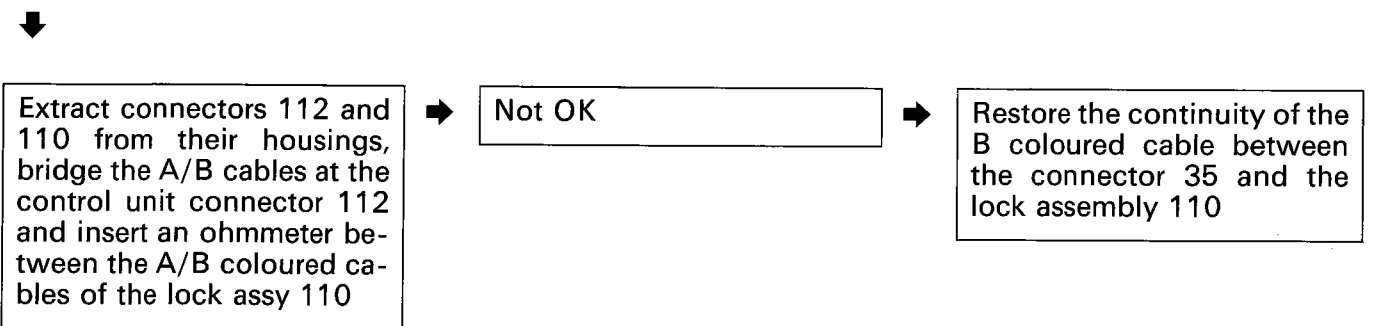 Extract connectors 112 and
110 from their housings,
bridge the A/B cables at the
control unit connector 112
and insert an ohmmeter be-
tween the A/B coloured ca-
bles of the lock assy 110
Not OK
Restore the continuity of the
B coloured cable between
the connector 35 and the
lock assembly 110